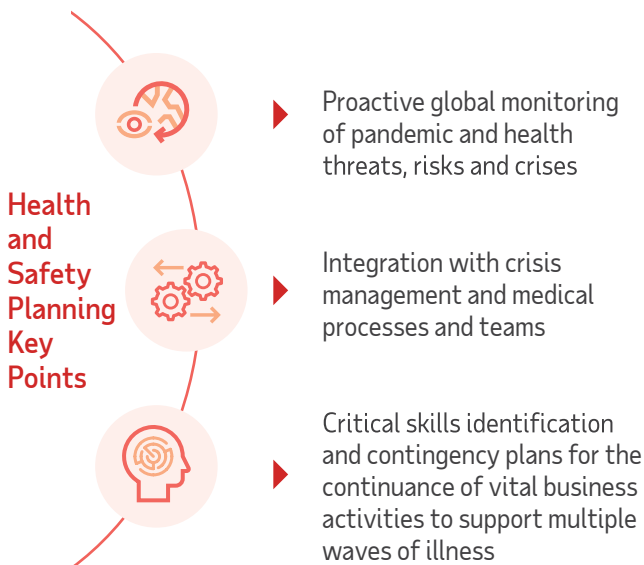 Health
and
Safety
Planning
Key
Points
Proactive global monitoring
of pandemic and health
threats, risks and crises
Integration with crisis
management and medical
processes and teams
Critical skills identification
and contingency plans for the
continuance of vital business
activities to support multiple
waves of illness